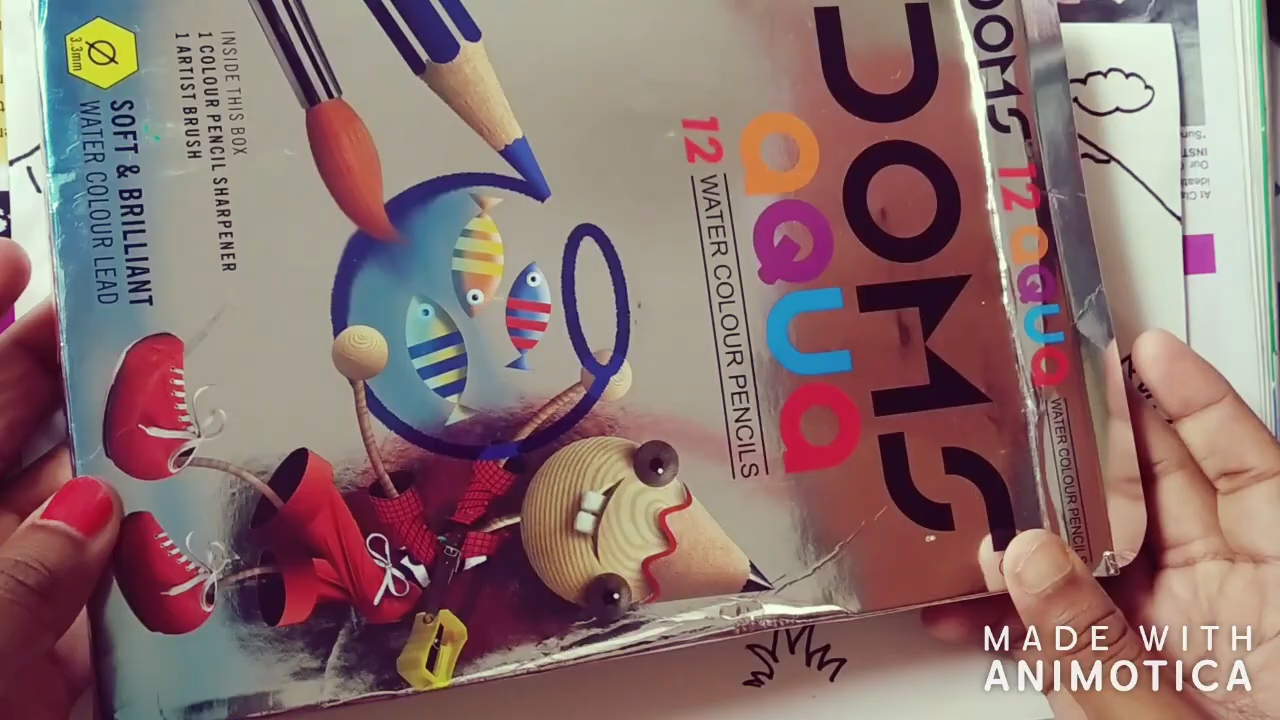 DOMS
aQUa
12 WATER COLOUR PENCILS
INSIDE THIS BOX
1 COLOUR PENCIL SHARPENER
1 ARTIST BRUSH
SOFT & BRILLIANT
WATER COLOUR LEAD
Ø
3.3mm
DOMS 12 aQUa WATER COLOUR PENCILS
MADE WITH
ANIMOTICA